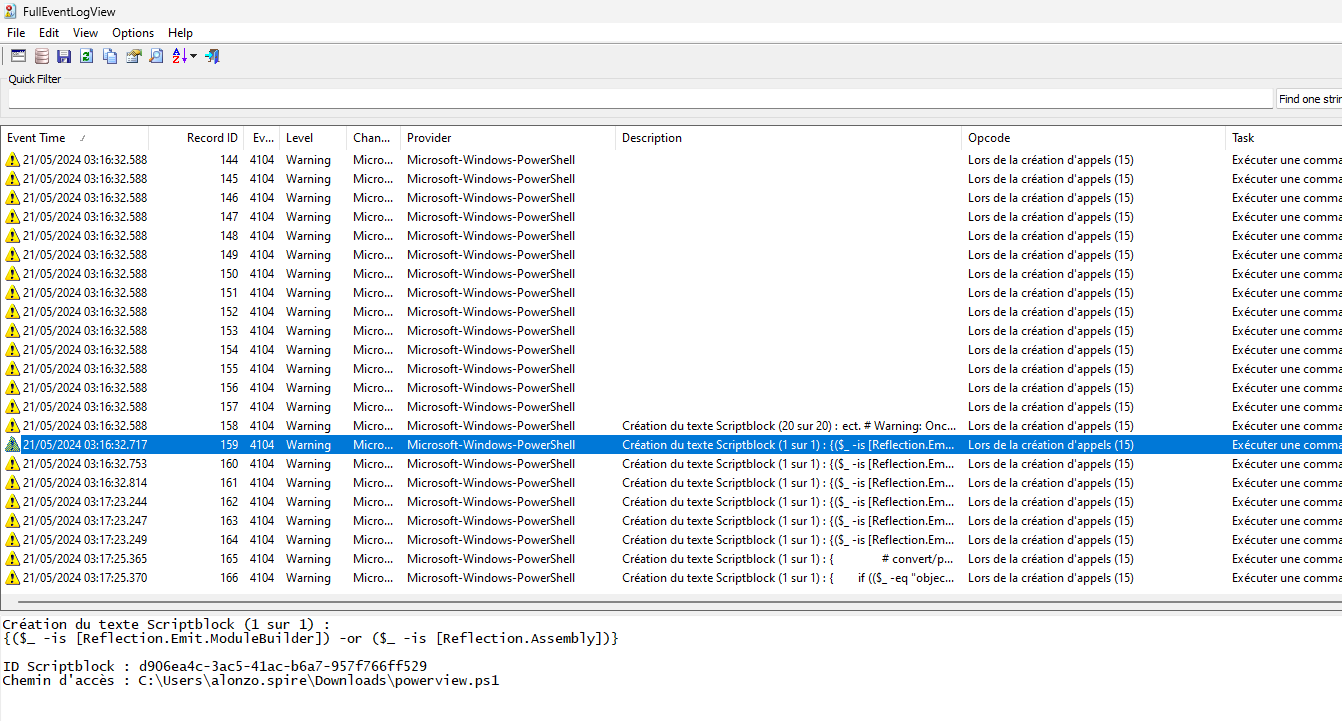 FullEventLogView
File Edit View Options Help
Quick Filter
Find one strin
Event Time Record ID Ev... Level Chan... Provider Description Opcode Task
21/05/2024 03:16:32.588 144 4104 Warning Micro... Microsoft-Windows-PowerShell Lors de la création d'appels (15) Exécuter une comma
21/05/2024 03:16:32.588 145 4104 Warning Micro... Microsoft-Windows-PowerShell Lors de la création d'appels (15) Exécuter une comma
21/05/2024 03:16:32.588 146 4104 Warning Micro... Microsoft-Windows-PowerShell Lors de la création d'appels (15) Exécuter une comma
21/05/2024 03:16:32.588 147 4104 Warning Micro... Microsoft-Windows-PowerShell Lors de la création d'appels (15) Exécuter une comma
21/05/2024 03:16:32.588 148 4104 Warning Micro... Microsoft-Windows-PowerShell Lors de la création d'appels (15) Exécuter une comma
21/05/2024 03:16:32.588 149 4104 Warning Micro... Microsoft-Windows-PowerShell Lors de la création d'appels (15) Exécuter une comma
21/05/2024 03:16:32.588 150 4104 Warning Micro... Microsoft-Windows-PowerShell Lors de la création d'appels (15) Exécuter une comma
21/05/2024 03:16:32.588 151 4104 Warning Micro... Microsoft-Windows-PowerShell Lors de la création d'appels (15) Exécuter une comma
21/05/2024 03:16:32.588 152 4104 Warning Micro... Microsoft-Windows-PowerShell Lors de la création d'appels (15) Exécuter une comma
21/05/2024 03:16:32.588 153 4104 Warning Micro... Microsoft-Windows-PowerShell Lors de la création d'appels (15) Exécuter une comma
21/05/2024 03:16:32.588 154 4104 Warning Micro... Microsoft-Windows-PowerShell Lors de la création d'appels (15) Exécuter une comma
21/05/2024 03:16:32.588 155 4104 Warning Micro... Microsoft-Windows-PowerShell Lors de la création d'appels (15) Exécuter une comma
21/05/2024 03:16:32.588 156 4104 Warning Micro... Microsoft-Windows-PowerShell Lors de la création d'appels (15) Exécuter une comma
21/05/2024 03:16:32.588 157 4104 Warning Micro... Microsoft-Windows-PowerShell Lors de la création d'appels (15) Exécuter une comma
21/05/2024 03:16:32.588 158 4104 Warning Micro... Microsoft-Windows-PowerShell Création du texte Scriptblock (20 sur 20) : ect. # Warning: Onc... Lors de la création d'appels (15) Exécuter une comma
21/05/2024 03:16:32.717 159 4104 Warning Micro... Microsoft-Windows-PowerShell Création du texte Scriptblock (1 sur 1) : {($_ -is [Reflection.Em... Lors de la création d'appels (15) Exécuter une comma
21/05/2024 03:16:32.753 160 4104 Warning Micro... Microsoft-Windows-PowerShell Création du texte Scriptblock (1 sur 1) : {($_ -is [Reflection.Em... Lors de la création d'appels (15) Exécuter une comma
21/05/2024 03:16:32.814 161 4104 Warning Micro... Microsoft-Windows-PowerShell Création du texte Scriptblock (1 sur 1) : {($_ -is [Reflection.Em... Lors de la création d'appels (15) Exécuter une comma
21/05/2024 03:17:23.244 162 4104 Warning Micro... Microsoft-Windows-PowerShell Création du texte Scriptblock (1 sur 1) : {($_ -is [Reflection.Em... Lors de la création d'appels (15) Exécuter une comma
21/05/2024 03:17:23.247 163 4104 Warning Micro... Microsoft-Windows-PowerShell Création du texte Scriptblock (1 sur 1) : {($_ -is [Reflection.Em... Lors de la création d'appels (15) Exécuter une comma
21/05/2024 03:17:23.249 164 4104 Warning Micro... Microsoft-Windows-PowerShell Création du texte Scriptblock (1 sur 1) : {($_ -is [Reflection.Em... Lors de la création d'appels (15) Exécuter une comma
21/05/2024 03:17:25.365 165 4104 Warning Micro... Microsoft-Windows-PowerShell Création du texte Scriptblock (1 sur 1) : { # convert/p... Lors de la création d'appels (15) Exécuter une comma
21/05/2024 03:17:25.370 166 4104 Warning Micro... Microsoft-Windows-PowerShell Création du texte Scriptblock (1 sur 1) : { if (($_ -eq "objec... Lors de la création d'appels (15) Exécuter une comma
Création du texte Scriptblock (1 sur 1) :
{($_ -is [Reflection.Emit.ModuleBuilder]) -or ($_ -is [Reflection.Assembly])}
ID Scriptblock : d906ea4c-3ac5-41ac-b6a7-957f766ff529
Chemin d'accès : C:\Users\alonzo.spire\Downloads\powerview.ps1